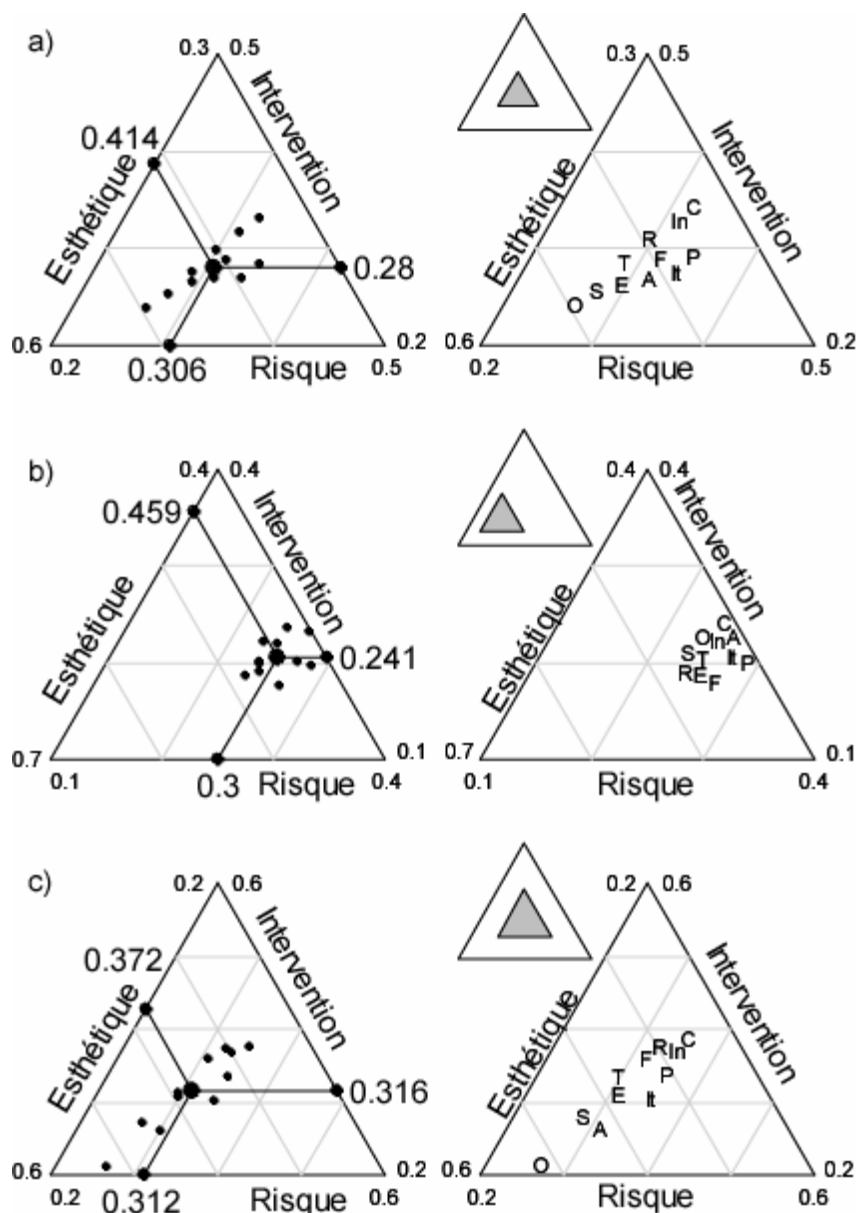 a)
0.3 0.5
0.414
Esthétique
Intervention
0.28
0.6
0.2
0.2
0.306
Risque
0.5
0.3 0.5
Esthétique
Intervention
C
In
R
F
P
T
It
E
A
S
O
0.6
0.2
0.2
Risque
0.5
b)
0.4 0.4
0.459
Esthétique
Intervention
0.241
0.7
0.1
0.1
0.3
Risque
0.4
0.4 0.4
Esthétique
Intervention
C
O
In
A
S
T
It
P
R
E
F
0.7
0.1
0.1
Risque
0.4
c)
0.2 0.6
0.372
Esthétique
Intervention
0.316
0.6
0.2
0.2
0.312
Risque
0.6
0.2 0.6
Esthétique
Intervention
C
R
In
F
P
T
E
It
S
A
O
0.6
0.2
0.2
Risque
0.6